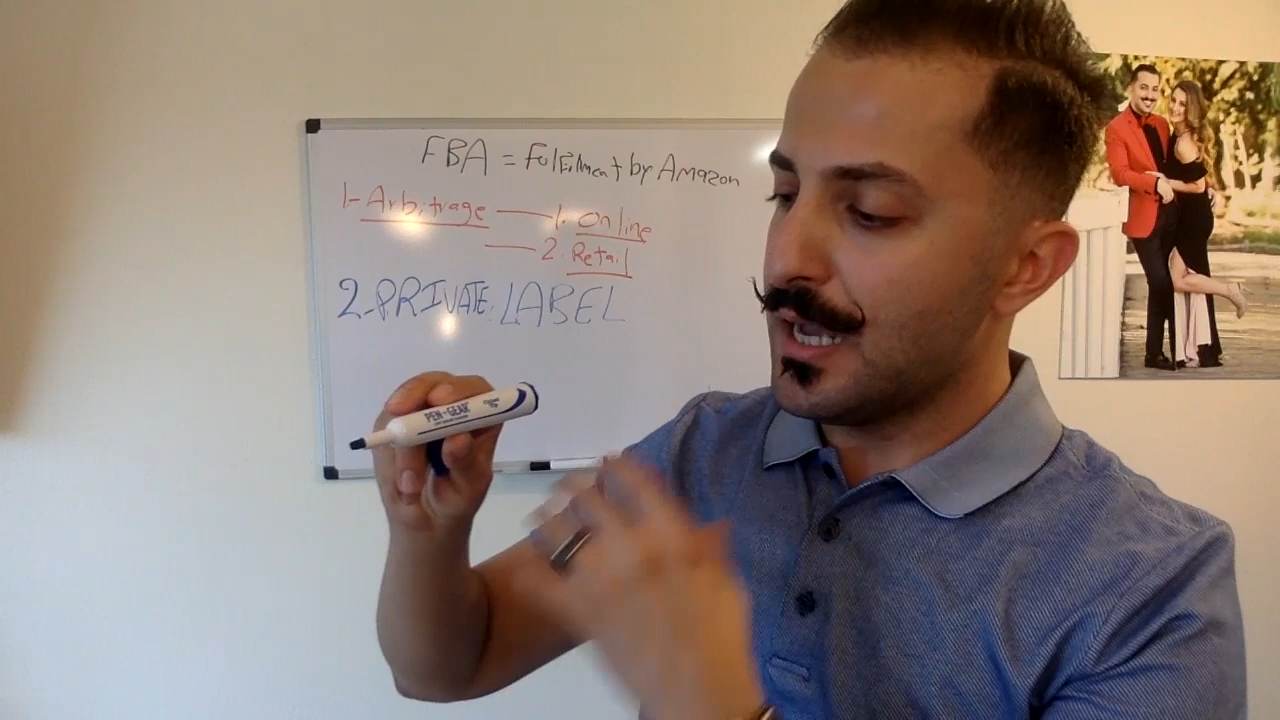 FBA = Fulfilment by Amazon
1- Arbitrage — 1. Online
— 2. Retail
2-PRIVATE LABEL
PEN+GEAR